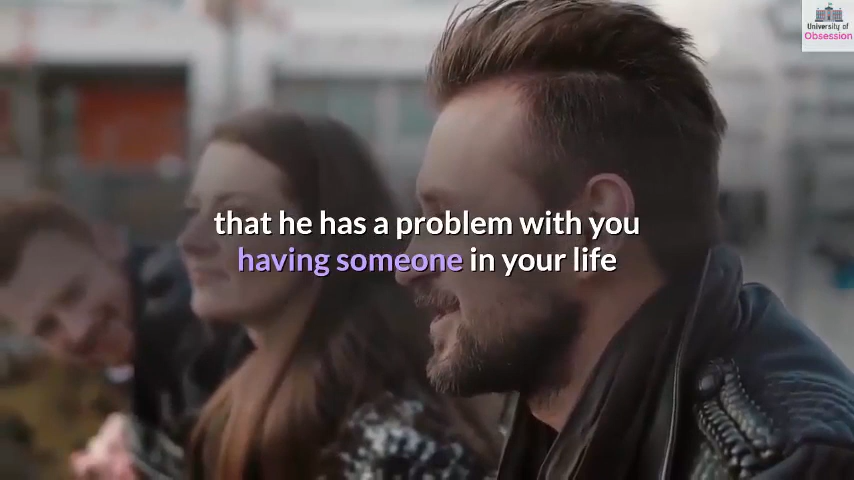 University of
Obsession
that he has a problem with you
having someone in your life